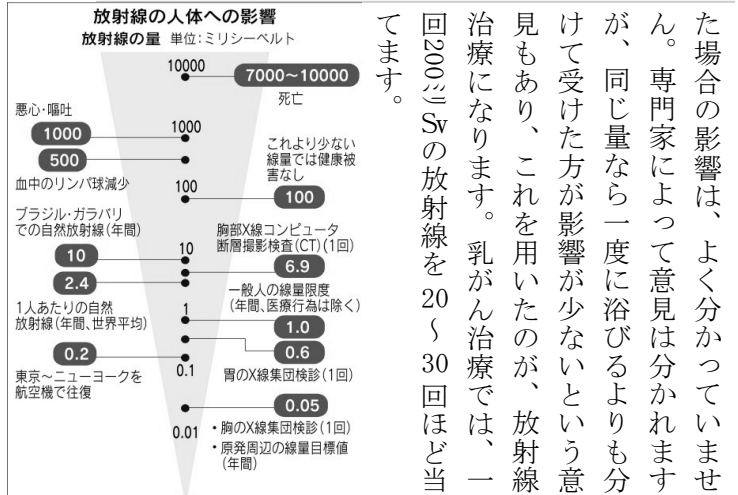 放射線の人体への影響
放射線の量 単位:ミリシーベルト
10000
7000~10000
死亡
悪心・嘔吐
1000
1000
500
血中のリンパ球減少
これより少ない
線量では健康被
害なし
100
100
ブラジル・ガラパリ
での自然放射線(年間)
10
10
胸部X線コンピュータ
断層撮影検査(CT)(1回)
6.9
2.4
1人あたりの自然
放射線(年間、世界平均)
一般人の線量限度
(年間、医療行為は除く)
1
1.0
0.6
胃のX線集団検診(1回)
0.2
0.1
東京~ニューヨークを
航空機で往復
0.05
0.01
・胸のX線集団検診(1回)
・原発周辺の線量目標値
(年間)
た場合の影響は、よく分かっていませ
ん。専門家によって意見は分かれます
が、同じ量なら一度に浴びるよりも分
けて受けた方が影響が少ないという意
見もあり、これを用いたのが、放射線
治療になります。乳がん治療では、一
回200㍉Svの放射線を20~30回ほど当
てます。